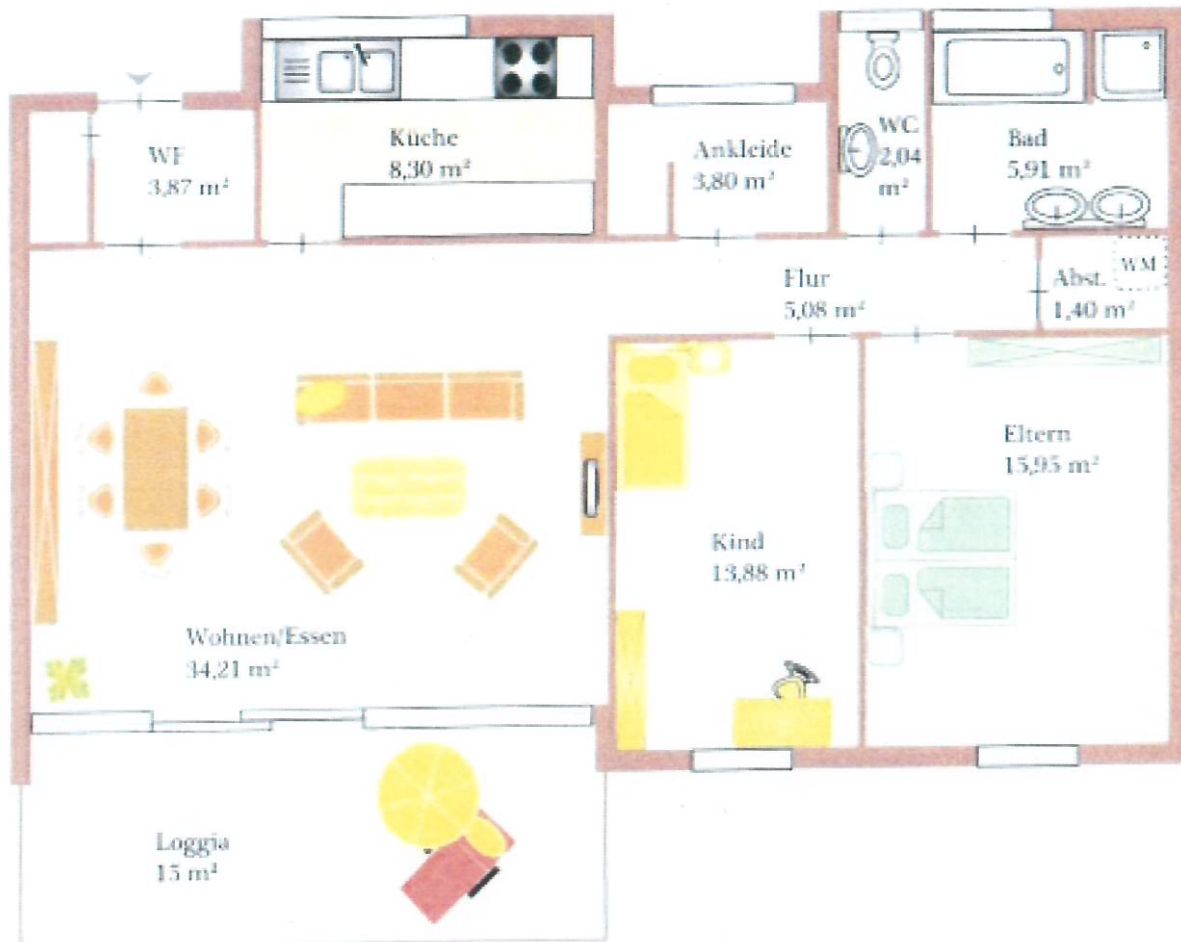 WF
3,87 m²
Küche
8,30 m²
Ankleide
3,80 m²
WC
2,04
m²
Bad
5,91 m²
Flur
5,08 m²
Abst.
1,40 m²
WM
Wohnen/Essen
34,21 m²
Kind
13,88 m²
Eltern
15,95 m²
Loggia
15 m²